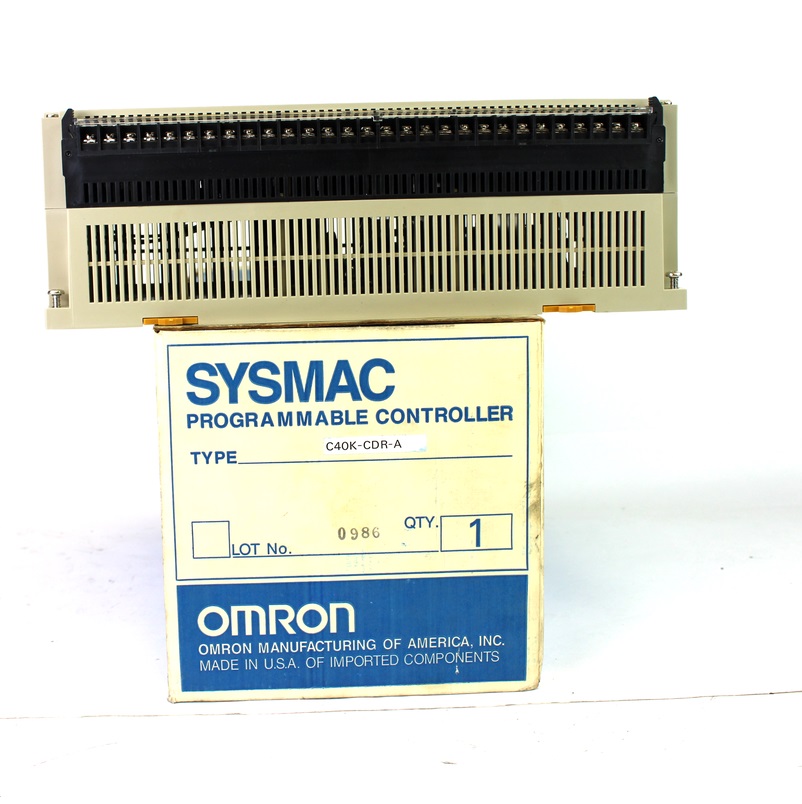 SYSMAC
PROGRAMMABLE CONTROLLER
TYPE C40K-CDR-A
LOT No. 0986 QTY. 1
OMRON
OMRON MANUFACTURING OF AMERICA, INC.
MADE IN U.S.A. OF IMPORTED COMPONENTS